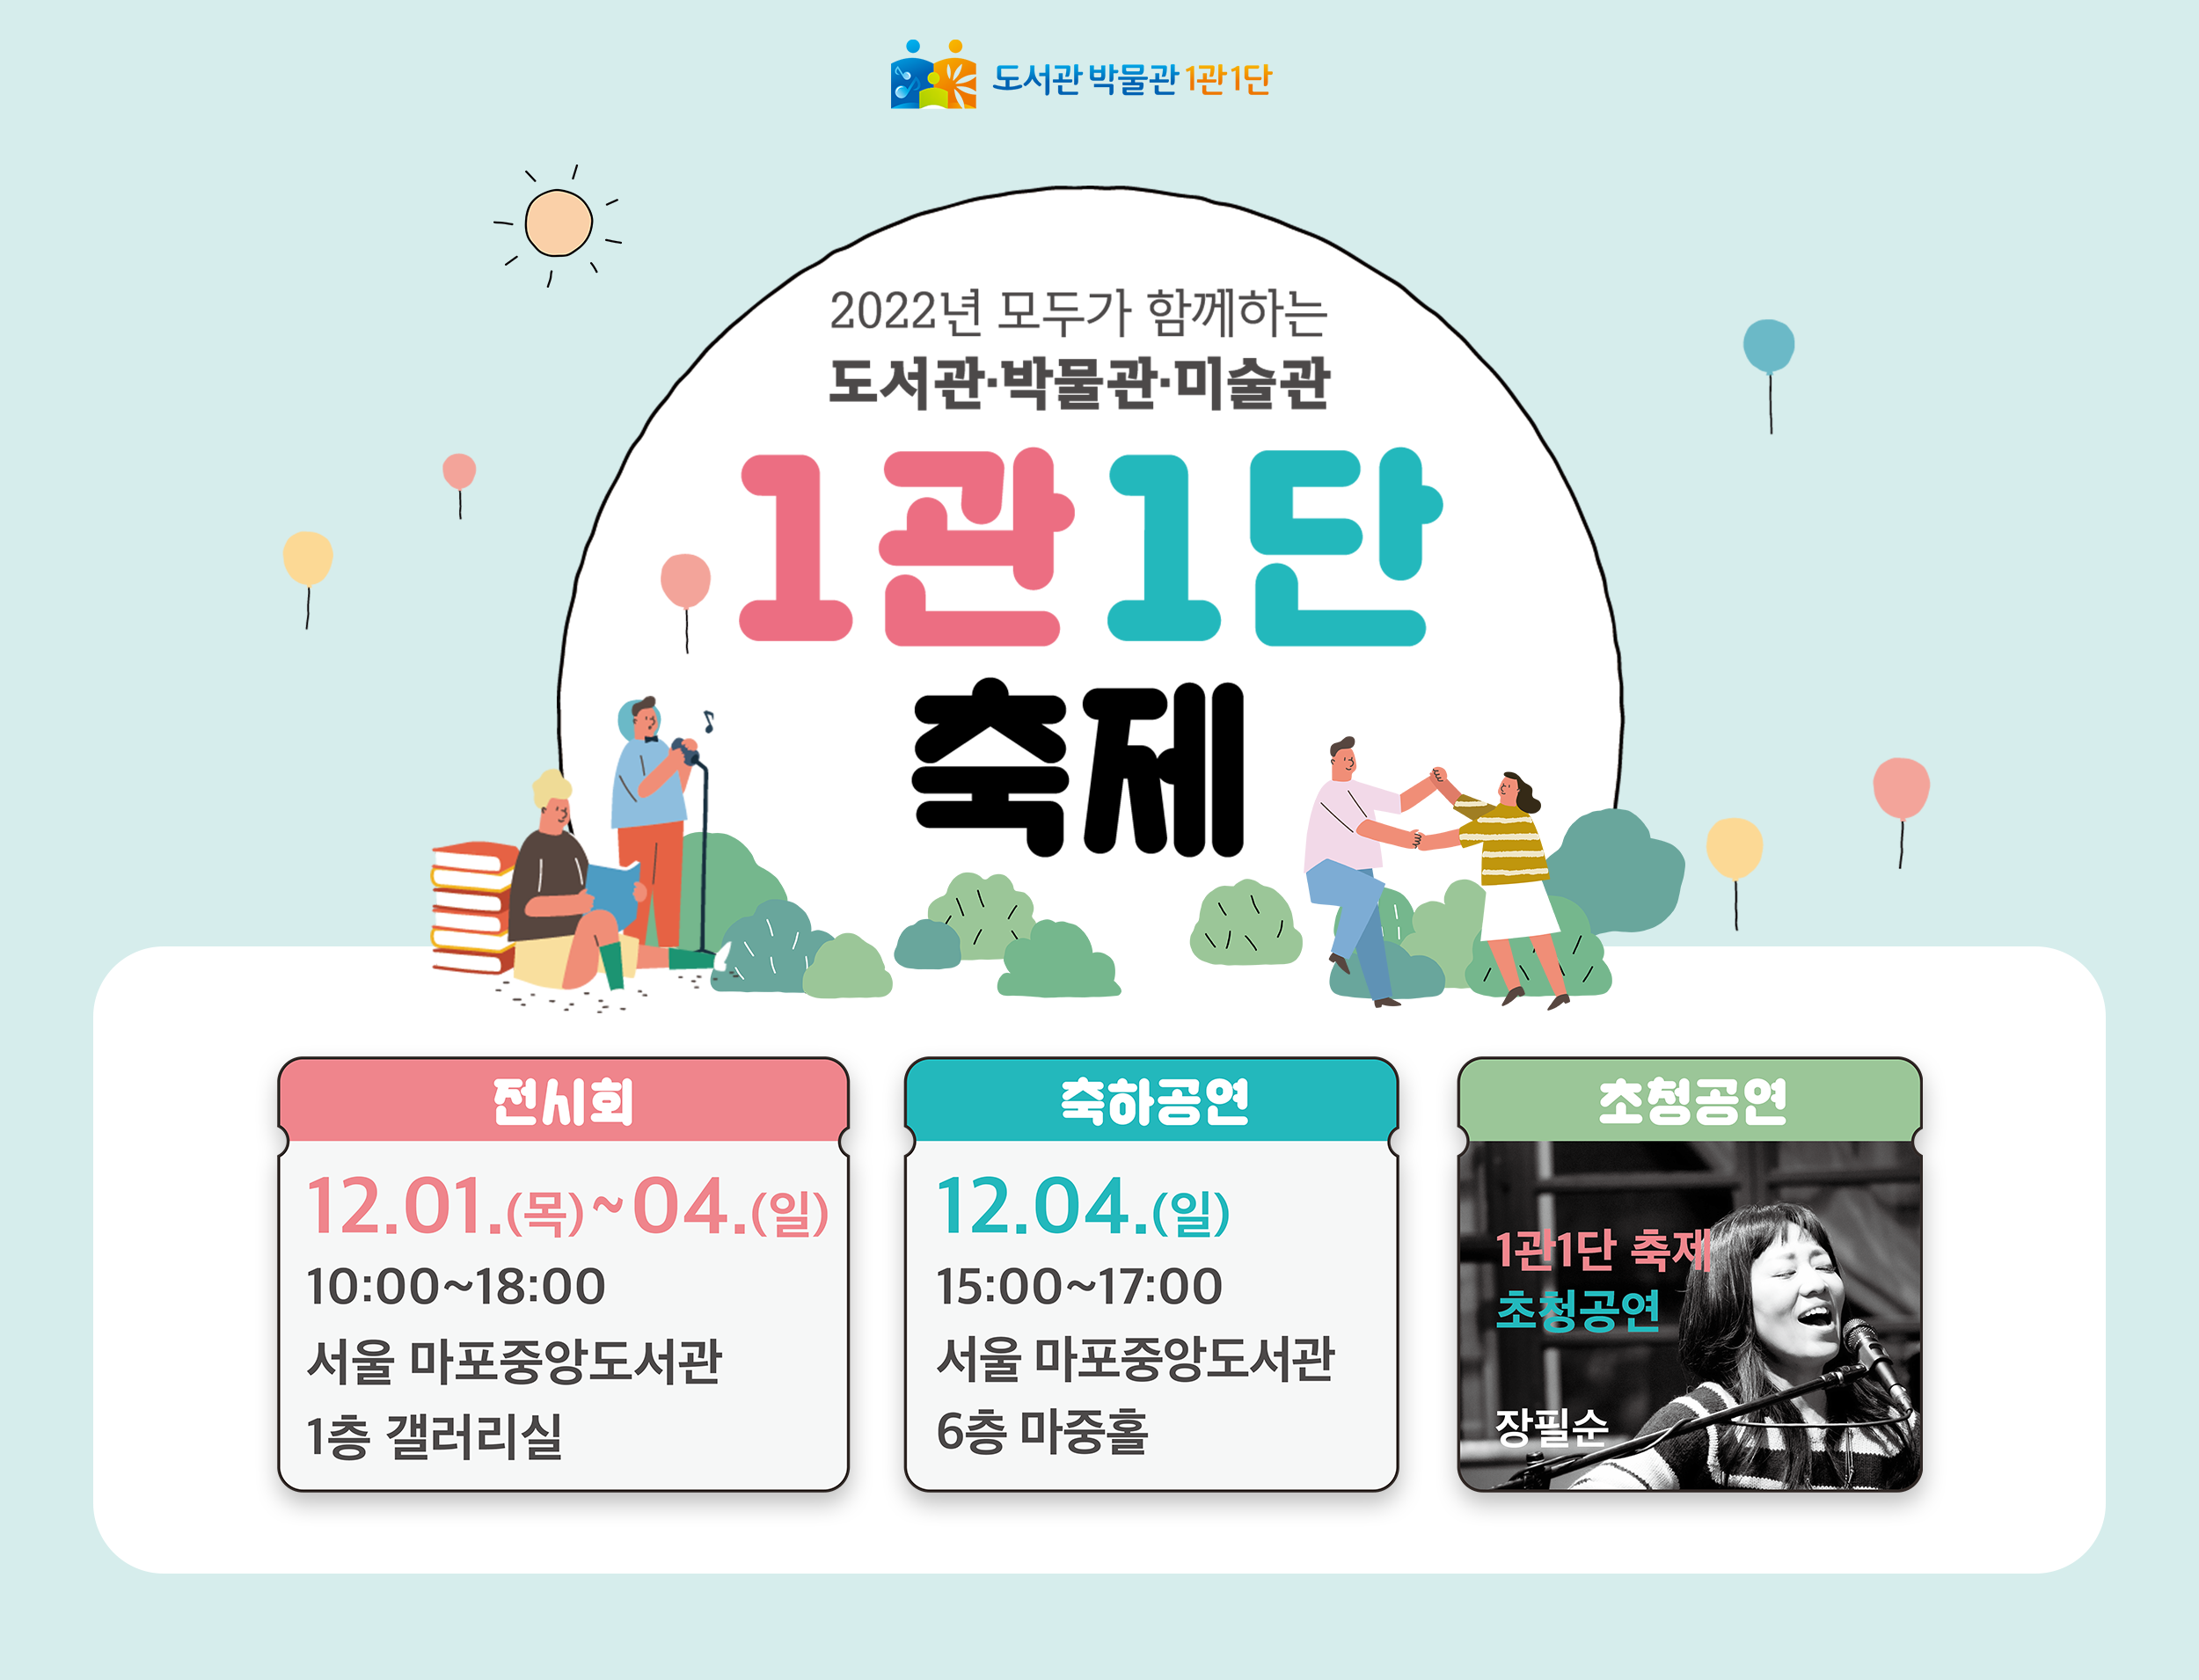 도서관 박물관 1관1단
2022년 모두가 함께하는
도서관·박물관·미술관
1관 1단
축제
전시회
12.01.(목)~04.(일)
10:00~18:00
서울 마포중앙도서관
1층 갤러리실
축하공연
12.04.(일)
15:00~17:00
서울 마포중앙도서관
6층 마중홀
초청공연
1관1단 축제
초청공연
장필순